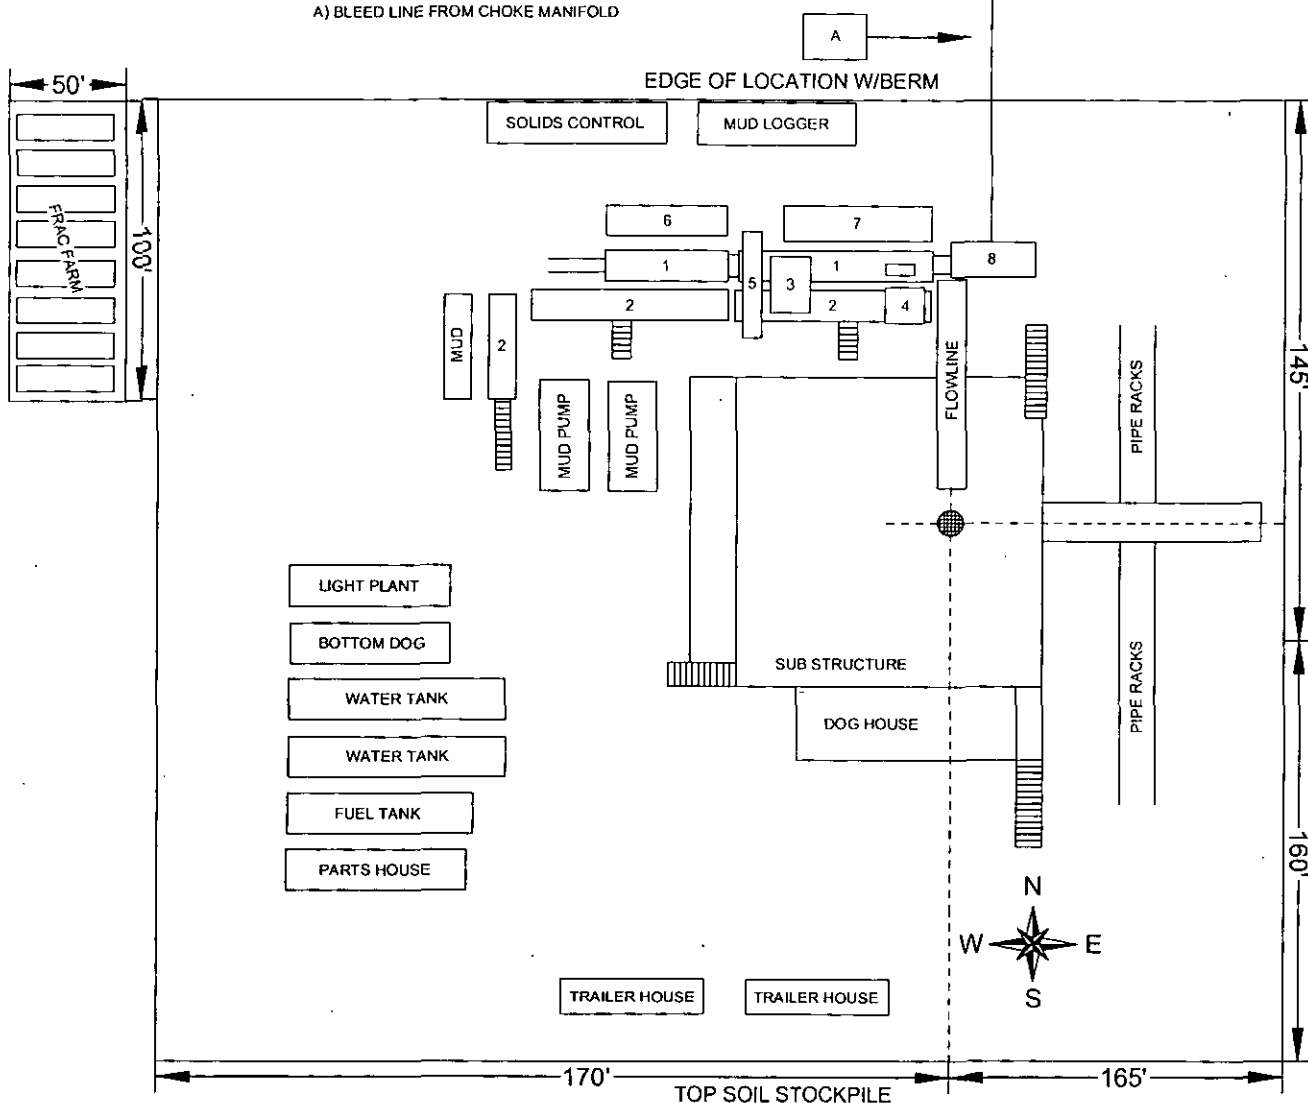 A) BLEED LINE FROM CHOKE MANIFOLD
A
50'
EDGE OF LOCATION W/BERM
SOLIDS CONTROL
MUD LOGGER
FRAC FARM
100'
6
7
1
5
3
1
8
2
2
4
MUD
2
MUD PUMP
MUD PUMP
FLOWLINE
PIPE RACKS
145'
LIGHT PLANT
BOTTOM DOG
SUB STRUCTURE
WATER TANK
DOG HOUSE
PIPE RACKS
WATER TANK
FUEL TANK
PARTS HOUSE
160'
N
W
E
S
TRAILER HOUSE
TRAILER HOUSE
170'
165'
TOP SOIL STOCKPILE